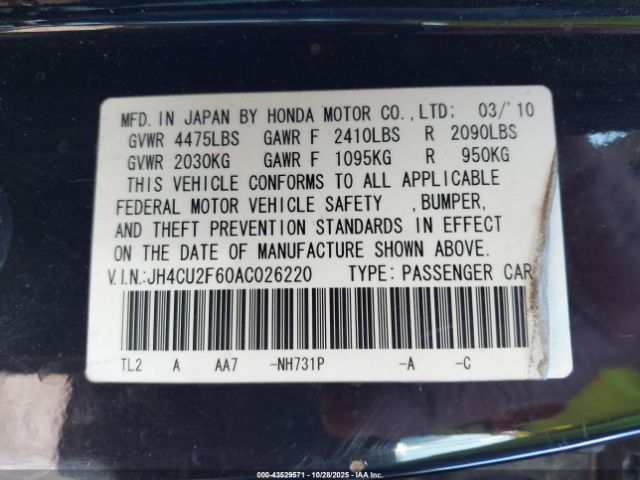 MFD. IN JAPAN BY HONDA MOTOR CO.,LTD; 03/'10
GVWR 4475LBS GAWR F 2410LBS R 2090LBS
GVWR 2030KG GAWR F 1095KG R 950KG
THIS VEHICLE CONFORMS TO ALL APPLICABLE
FEDERAL MOTOR VEHICLE SAFETY ,BUMPER,
AND THEFT PREVENTION STANDARDS IN EFFECT
ON THE DATE OF MANUFACTURE SHOWN ABOVE.
V.I.N.:JH4CU2F60AC026220 TYPE: PASSENGER CAR
TL2 A AA7 -NH731P -A -C
000-43529571 | 10/28/2025 - IAAI.com